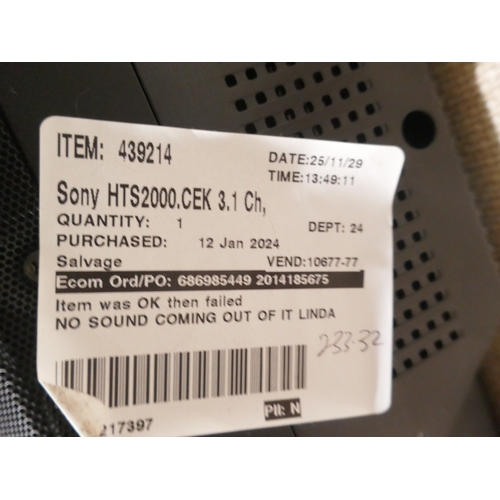 ITEM: 439214
DATE:25/11/29
TIME:13:49:11
Sony HTS2000.CEK 3.1 Ch,
QUANTITY: 1
DEPT: 24
PURCHASED: 12 Jan 2024
Salvage VEND:10677-77
Ecom Ord/PO: 686985449 2014185675
Item was OK then failed
NO SOUND COMING OUT OF IT LINDA
233-32
217397
PII: N